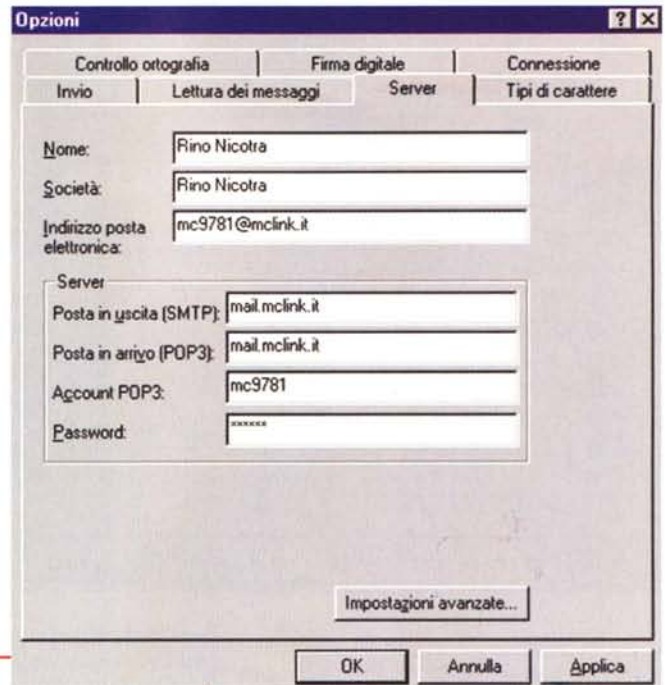 Opzioni
Controllo ortografia
Firma digitale
Connessione
Invio
Lettura dei messaggi
Server
Tipi di carattere
Nome:
Rino Nicotra
Società:
Rino Nicotra
Indirizzo posta
elettronica:
mc9781@mclink.it
Server
Posta in uscita (SMTP):
mail.mclink.it
Posta in arrivo (POP3):
mail.mclink.it
Account POP3:
mc9781
Password:
××××××
Impostazioni avanzate...
OK
Annulla
Applica